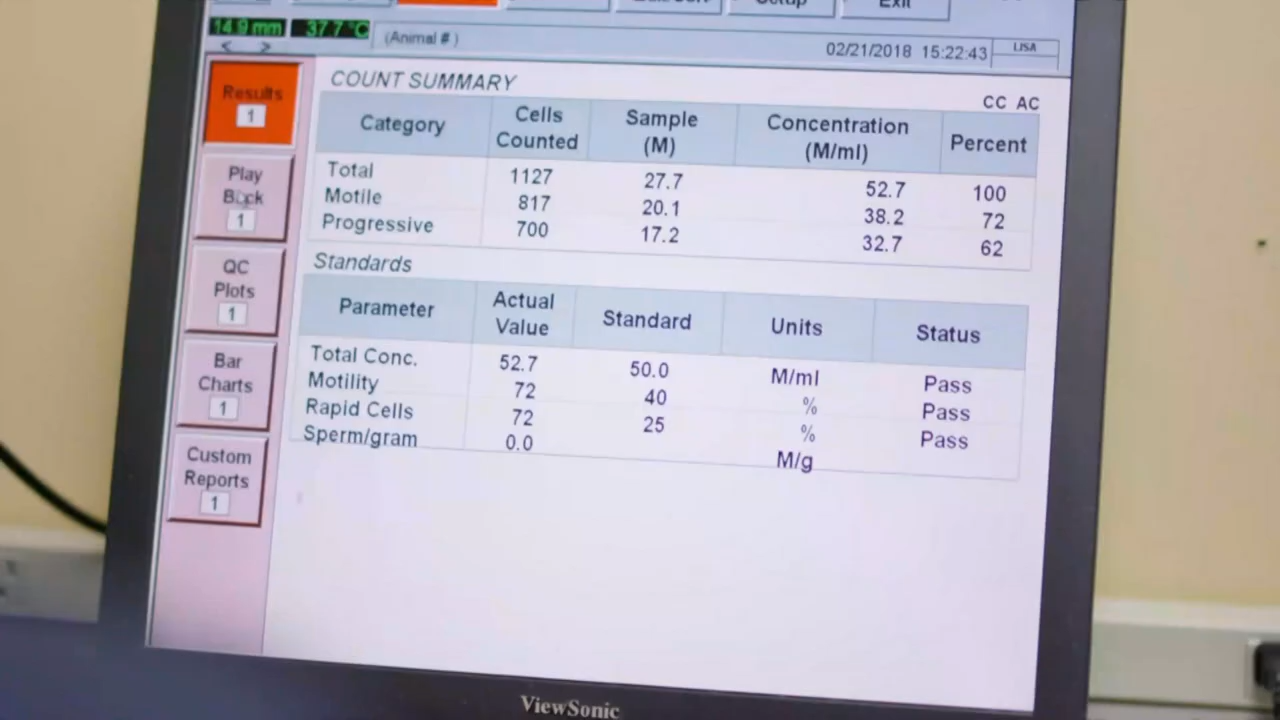 Setup
Exit
14.9 mm 37.7 °C (Animal #)
< >
02/21/2018 15:22:43
Results
1
Play
Back
1
QC
Plots
1
Bar
Charts
1
Custom
Reports
1
COUNT SUMMARY
CC AC
Category Cells Counted Sample (M) Concentration (M/ml) Percent
Total 1127 27.7 52.7 100
Motile 817 20.1 38.2 72
Progressive 700 17.2 32.7 62
Standards
Parameter Actual Value Standard Units Status
Total Conc. 52.7 50.0 M/ml Pass
Motility 72 40 % Pass
Rapid Cells 72 25 % Pass
Sperm/gram 0.0 M/g
ViewSonic